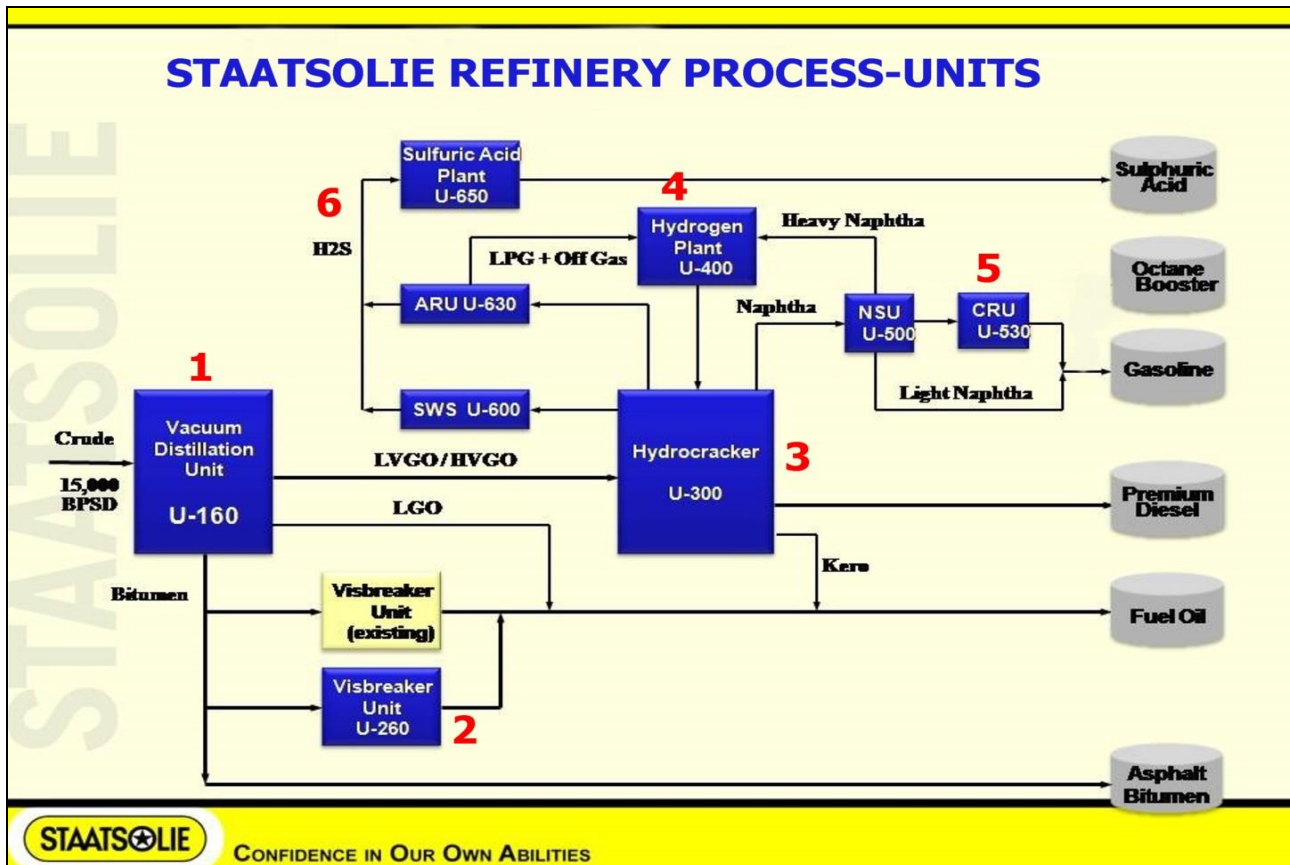 STAATSOLIE REFINERY PROCESS-UNITS
STAATSOLIE
Sulfuric Acid
Plant
U-650
Sulphuric
Acid
6
4
H2S
Hydrogen
Plant
U-400
Heavy Naphtha
LPG + Off Gas
Octane
Booster
5
ARU U-630
Naphtha
NSU
U-500
CRU
U-530
Gasoline
1
SWS U-600
Light Naphtha
Crude
15,000
BPSD
Vacuum
Distillation
Unit
U-160
LVGO/HVGO
LGO
Hydrocracker
U-300
3
Premium
Diesel
Kero
Bitumen
Visbreaker
Unit
(existing)
Fuel Oil
Visbreaker
Unit
U-260
2
Asphalt
Bitumen
STAATSOLIE
CONFIDENCE IN OUR OWN ABILITIES